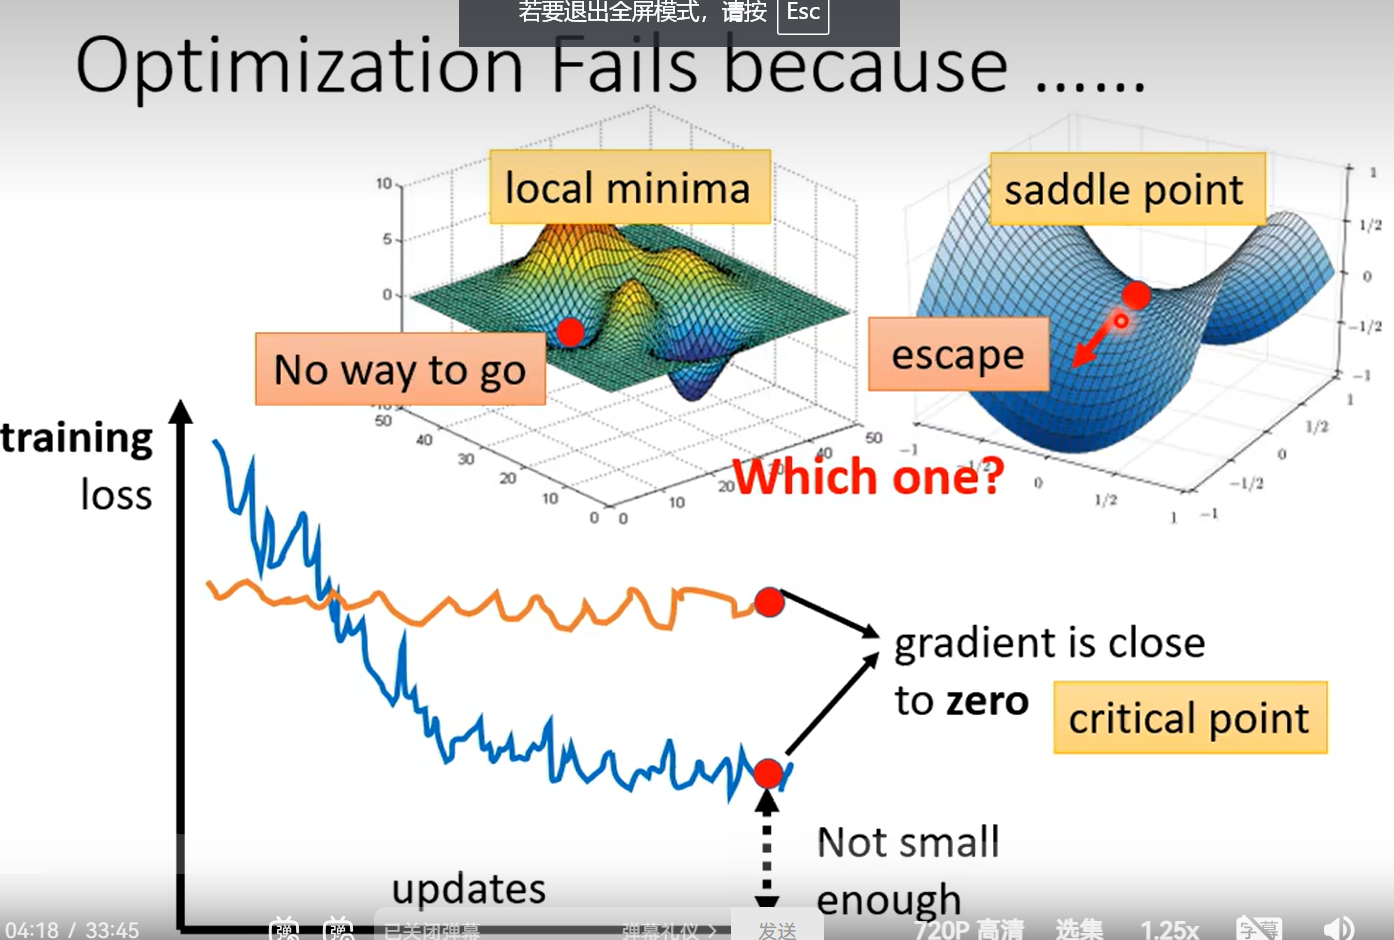 若要退出全屏模式，请按 Esc
Optimization Fails because ……
local minima
saddle point
10
5
0
No way to go
escape
1
1/2
0
−1/2
−1
50
40
30
20
10
0
0
10
20
40
50
Which one?
−1
0
1/2
1
−1
−1/2
0
1/2
1
training
loss
gradient is close
to zero
critical point
Not small
enough
updates
04:18 / 33:45
弹
弹
已关闭弹幕
弹幕礼仪 >
发送
720P 高清
选集
1.25x
字幕